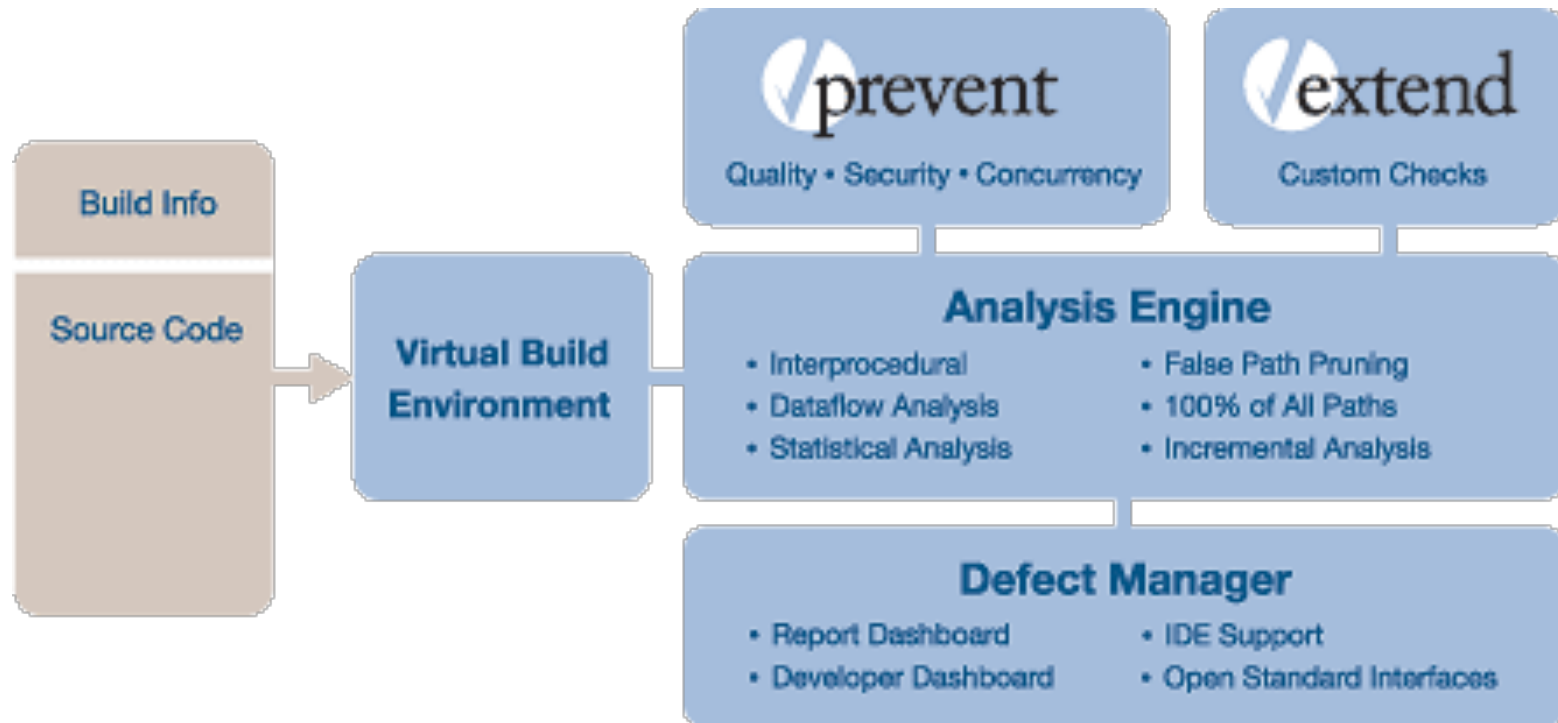 prevent
Quality • Security • Concurrency
extend
Custom Checks
Build Info
Source Code
Virtual Build
Environment
Analysis Engine
• Interprocedural
• Dataflow Analysis
• Statistical Analysis
• False Path Pruning
• 100% of All Paths
• Incremental Analysis
Defect Manager
• Report Dashboard
• Developer Dashboard
• IDE Support
• Open Standard Interfaces